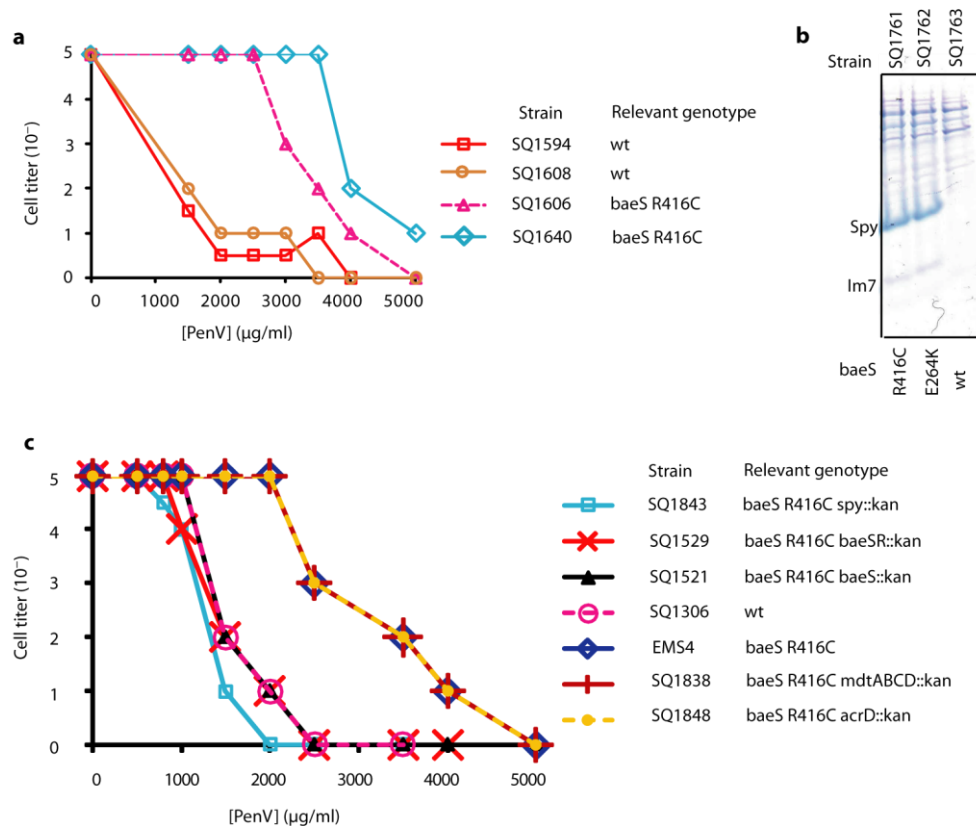 a
Cell titer (10⁻)
5
4
3
2
1
0
0 1000 2000 3000 4000 5000
[PenV] (µg/ml)
Strain Relevant genotype
SQ1594 wt
SQ1608 wt
SQ1606 baeS R416C
SQ1640 baeS R416C
b
Strain SQ1761 SQ1762 SQ1763
Spy
Im7
baeS R416C E264K wt
c
Cell titer (10⁻)
5
4
3
2
1
0
0 1000 2000 3000 4000 5000
[PenV] (µg/ml)
Strain Relevant genotype
SQ1843 baeS R416C spy::kan
SQ1529 baeS R416C baeSR::kan
SQ1521 baeS R416C baeS::kan
SQ1306 wt
EMS4 baeS R416C
SQ1838 baeS R416C mdtABCD::kan
SQ1848 baeS R416C acrD::kan